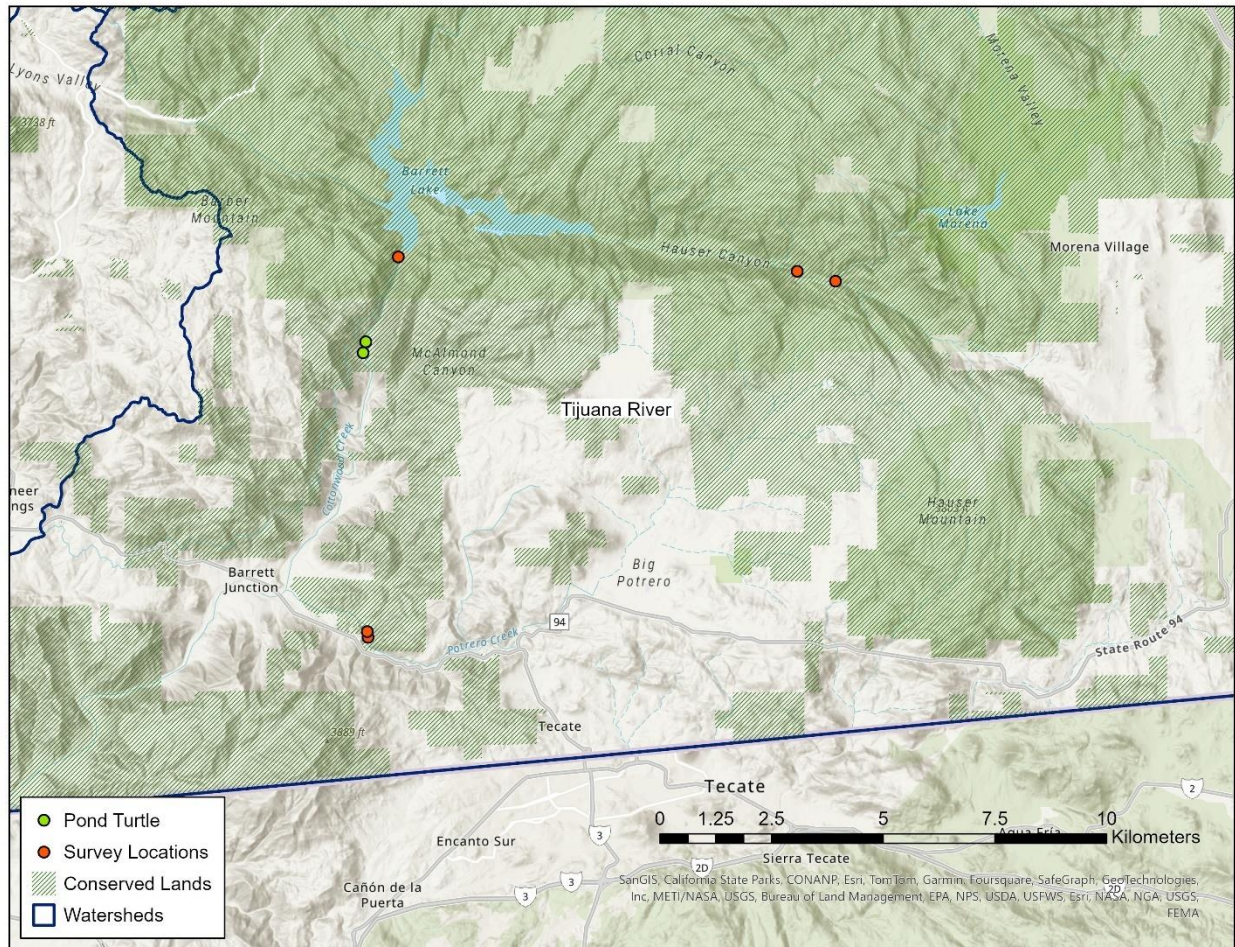 Corral Canyon
Morena Valley
Lyons Valley
3738 ft
Barrett
Lake
Barber
Mountain
Lake
Morena
Hauser Canyon
Morena Village
McAlmond
Canyon
Tijuana River
Cottonwood Creek
neer
ngs
Hauser
Mountain
Big
Potrero
Barrett
Junction
94
Potrero Creek
State Route 94
Tecate
3889 ft
Tecate
2
0 1.25 2.5 5 7.5 10
Kilometers
Agua Fría
3
Encanto Sur
Sierra Tecate
2D
3
Cañón de la
Puerta
3
2D
Pond Turtle
Survey Locations
Conserved Lands
Watersheds
SanGIS, California State Parks, CONANP, Esri, TomTom, Garmin, Foursquare, SafeGraph, GeoTechnologies,
Inc, METI/NASA, USGS, Bureau of Land Management, EPA, NPS, USDA, USFWS, Esri, NASA, NGA, USGS,
FEMA